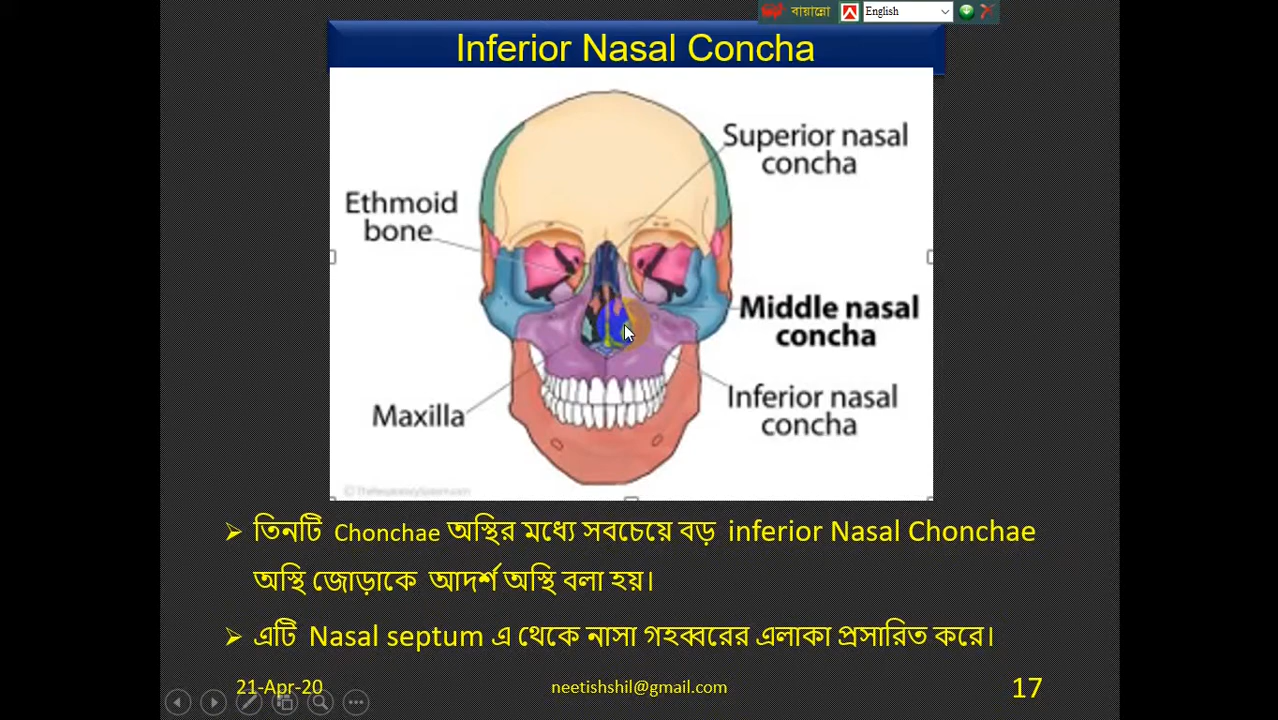 বায়ান্নো
English
Inferior Nasal Concha
Superior nasal
concha
Ethmoid
bone
Middle nasal
concha
Maxilla
Inferior nasal
concha
➢ তিনটি Chonchae অস্থির মধ্যে সবচেয়ে বড় inferior Nasal Chonchae
অস্থি জোড়াকে আদর্শ অস্থি বলা হয়।
➢ এটি Nasal septum এ থেকে নাসা গহব্বরের এলাকা প্রসারিত করে।
21-Apr-20
neetishshil@gmail.com
17